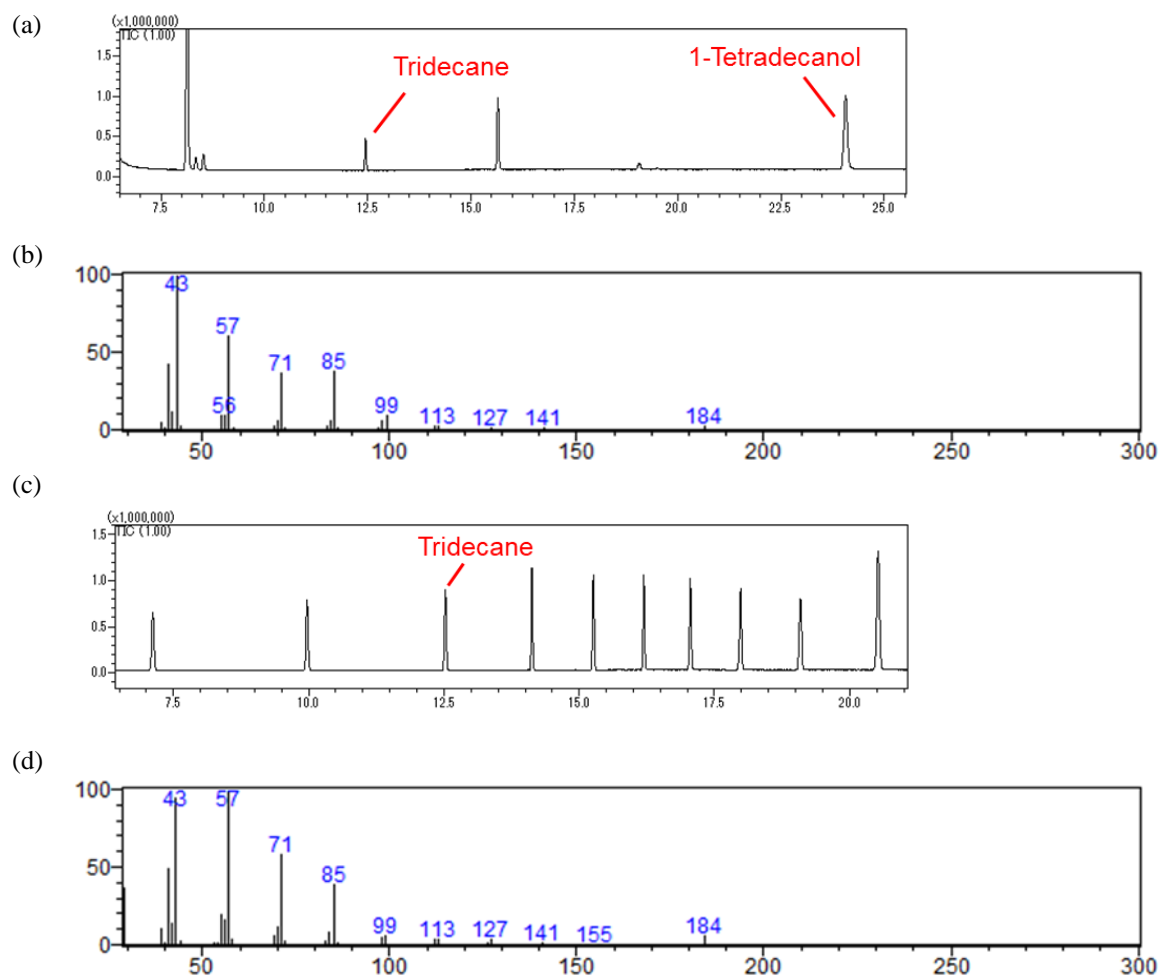 (a)
(x1,000,000)
TIC (1.00)
1.5
1.0
0.5
0.0
Tridecane
1-Tetradecanol
7.5 10.0 12.5 15.0 17.5 20.0 22.5 25.0
(b)
100
50
0
43
57
56
71
85
99
113
127
141
184
50 100 150 200 250 300
(c)
(x1,000,000)
TIC (1.00)
1.5
1.0
0.5
0.0
Tridecane
7.5 10.0 12.5 15.0 17.5 20.0
(d)
100
50
0
43
57
71
85
99
113
127
141
155
184
50 100 150 200 250 300